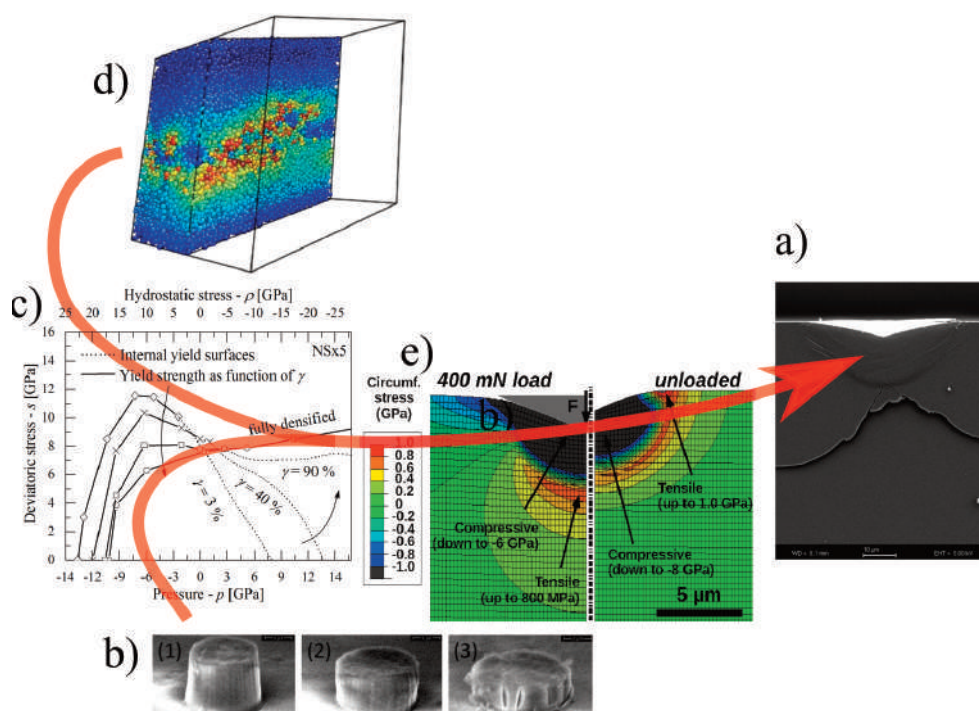 d)
a)
Hydrostatic stress - ρ [GPa]
25 20 15 10 5 0 -5 -10 -15 -20 -25
c)
NSx5
Internal yield surfaces
Yield strength as function of γ
fully densified
γ = 90 %
γ = 40 %
γ = 3 %
Deviatoric stress - s [GPa]
16
14
12
10
8
6
4
2
0
-14 -12 -9 -6 -3 0 3 6 9 12 14
Pressure - p [GPa]
e)
Circumf.
stress
(GPa)
1.0
0.8
0.6
0.4
0.2
0
-0.2
-0.4
-0.6
-0.8
-1.0
400 mN load
unloaded
b)
F
Compressive
(down to -6 GPa)
Tensile
(up to 800 MPa)
Tensile
(up to 1.0 GPa)
Compressive
(down to -8 GPa)
5 µm
10 µm
b)
(1)
(2)
(3)